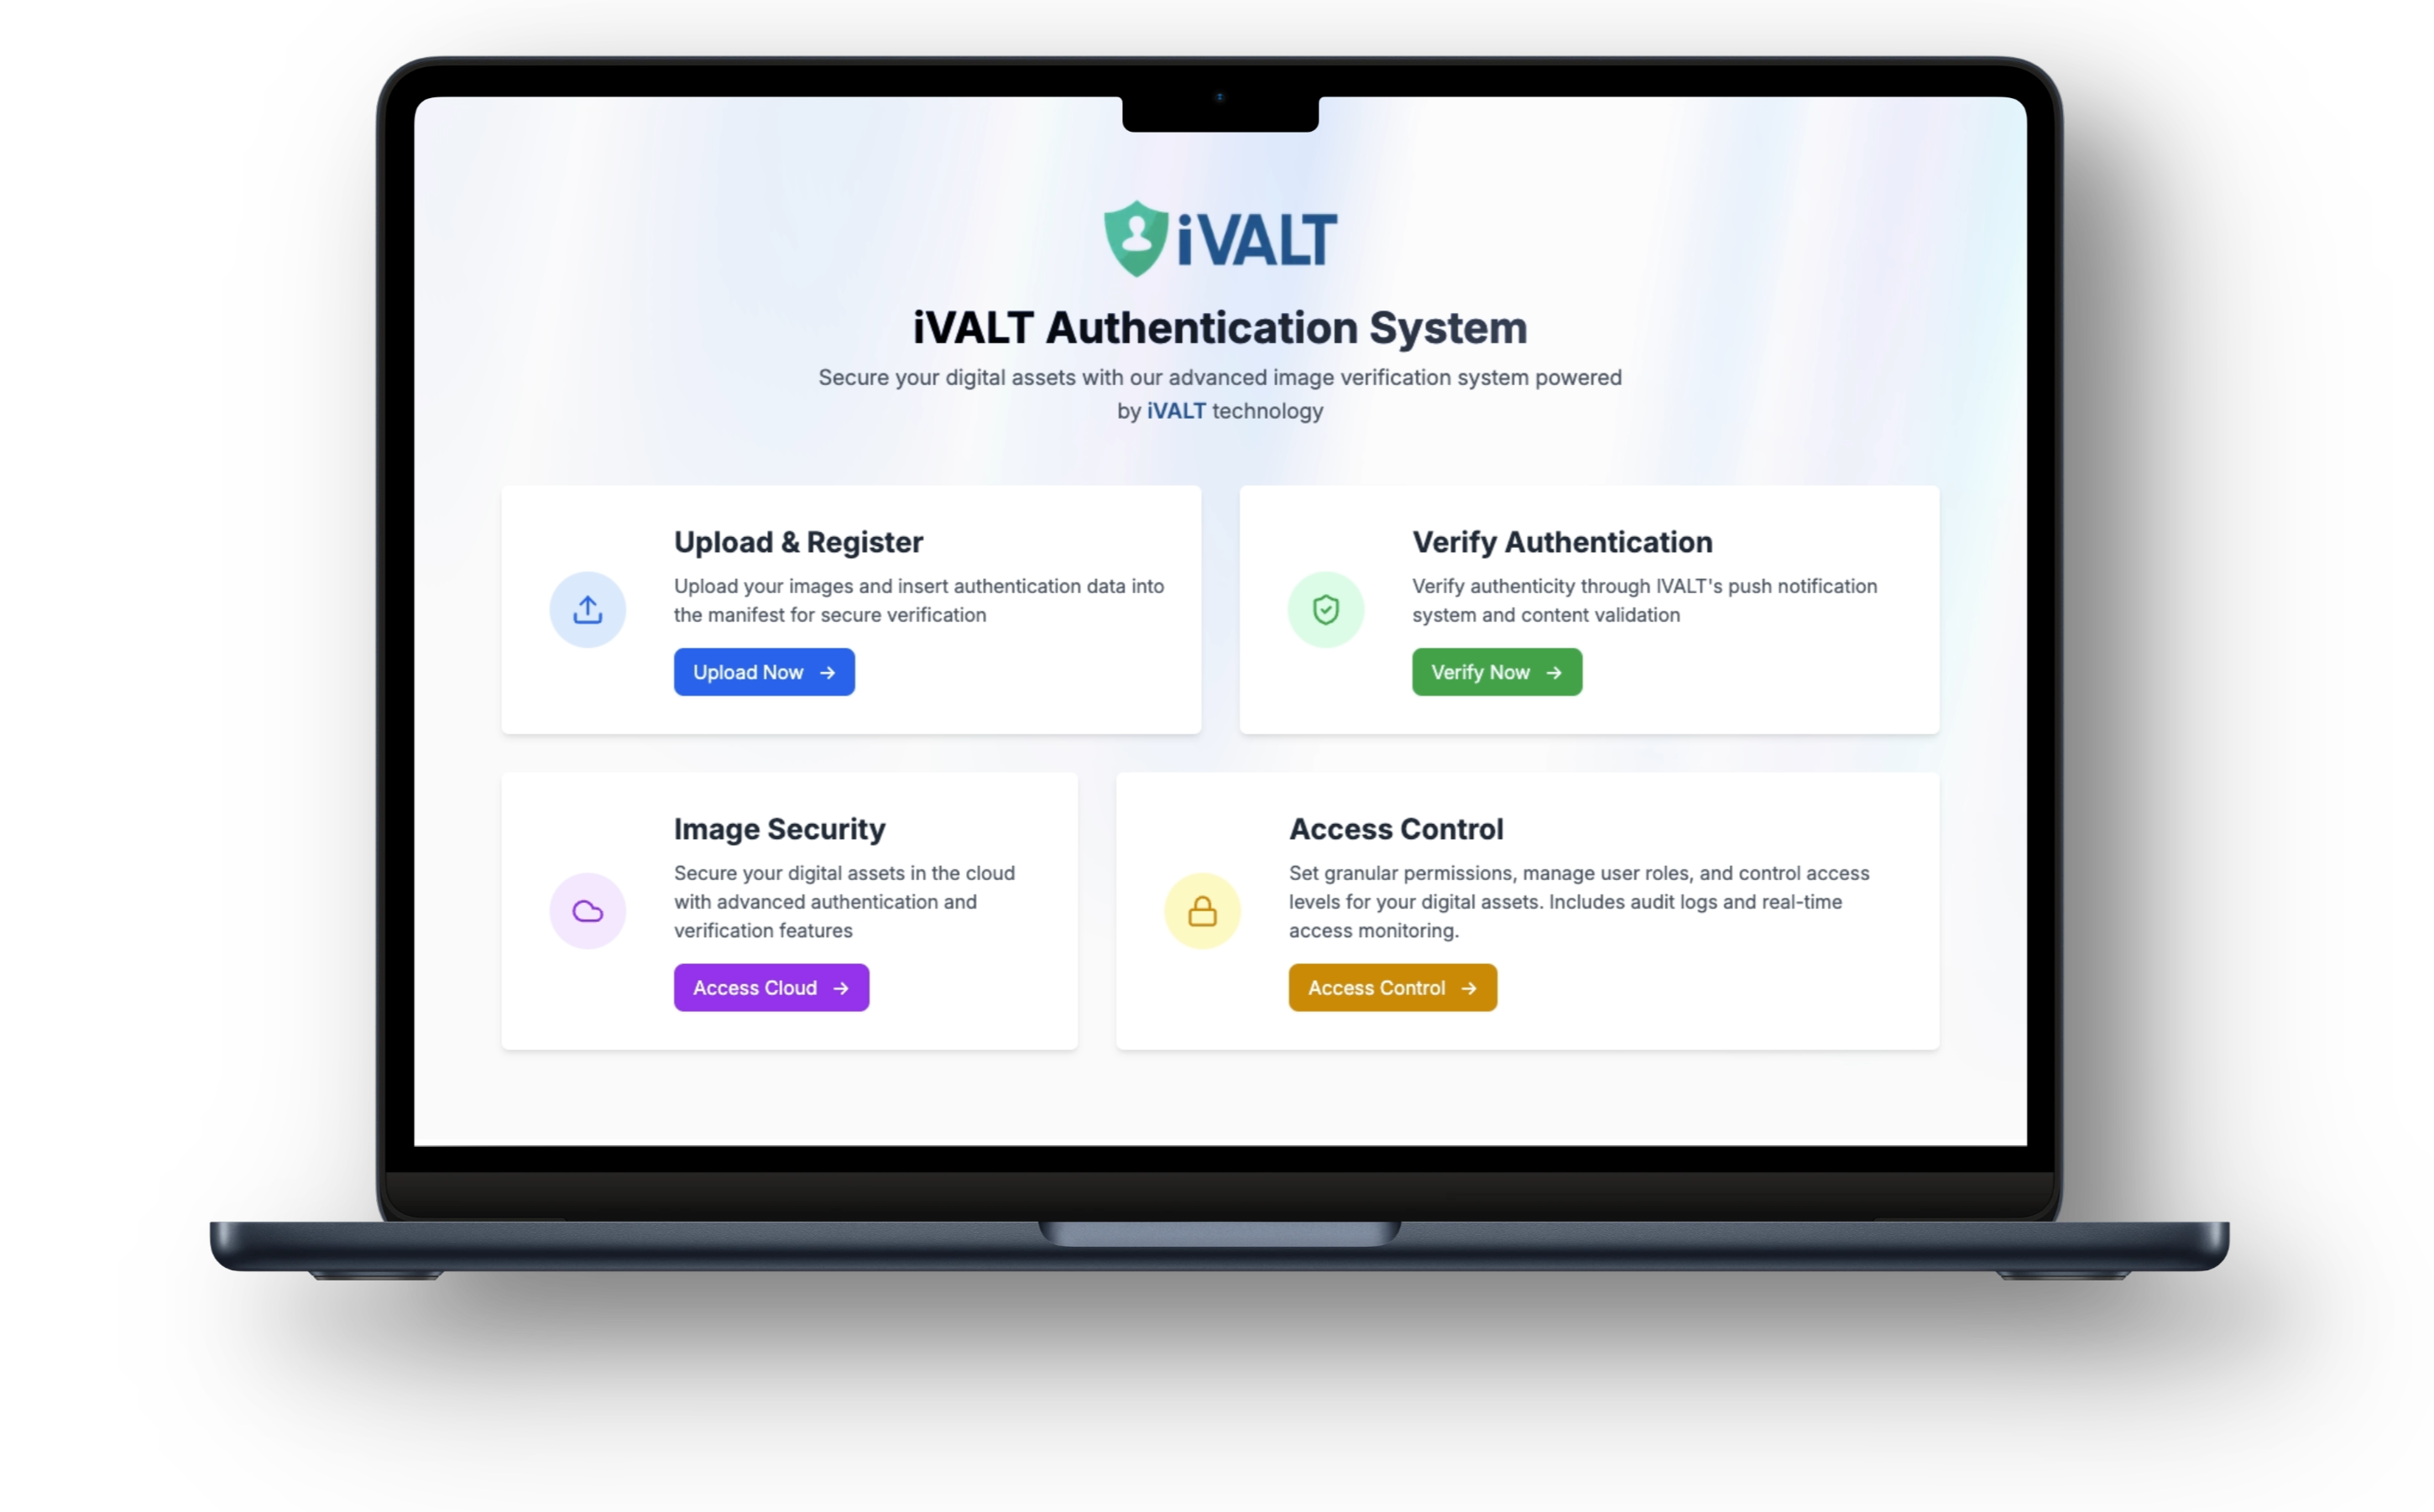 iVALT
iVALT Authentication System
Secure your digital assets with our advanced image verification system powered
by iVALT technology
Upload & Register
Upload your images and insert authentication data into
the manifest for secure verification
Upload Now →
Verify Authentication
Verify authenticity through IVALT's push notification
system and content validation
Verify Now →
Image Security
Secure your digital assets in the cloud
with advanced authentication and
verification features
Access Cloud →
Access Control
Set granular permissions, manage user roles, and control access
levels for your digital assets. Includes audit logs and real-time
access monitoring.
Access Control →